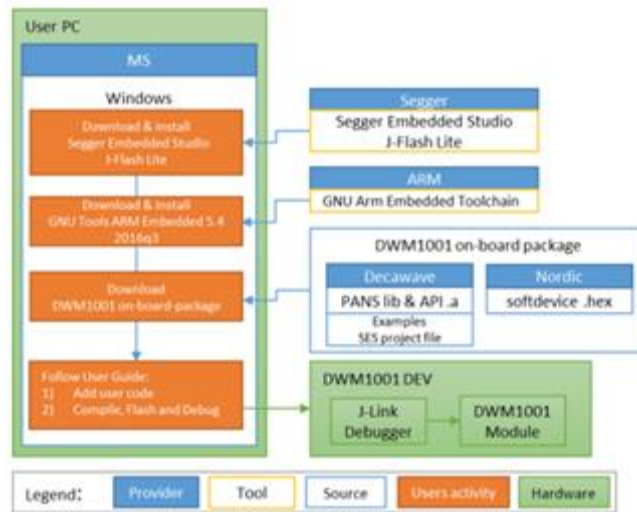 User PC
MS
Windows
Download & Install
Segger Embedded Studio
J-Flash Lite
Download & Install
GNU Tools ARM Embedded 5.4
2016q3
Download
DWM1001 on-board-package
Follow User Guide:
1) Add user code
2) Compile, Flash and Debug
Segger
Segger Embedded Studio
J-Flash Lite
ARM
GNU Arm Embedded Toolchain
DWM1001 on-board package
Decawave
PANS lib & API .a
Examples
SES project file
Nordic
softdevice .hex
DWM1001 DEV
J-Link
Debugger
DWM1001
Module
Legend:
Provider
Tool
Source
Users activity
Hardware